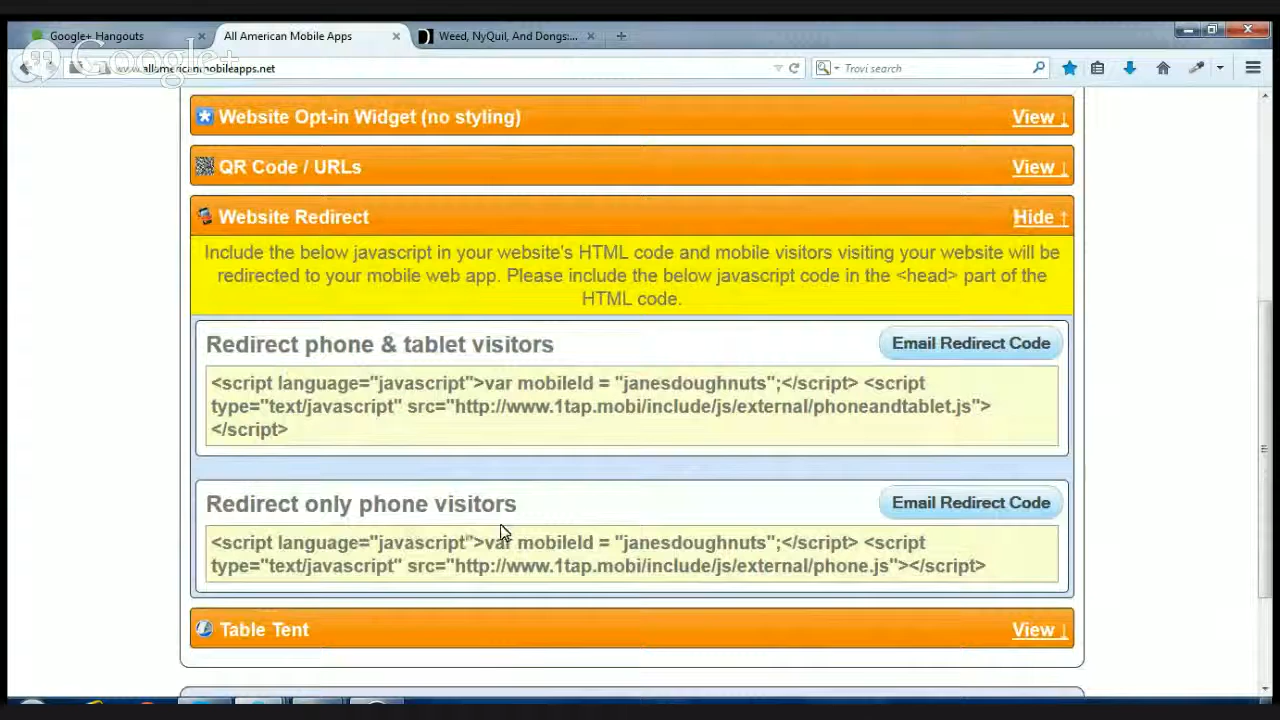 Google+ Hangouts
All American Mobile Apps
Weed, NyQuil, And Dongs:...
Google+
www.allamericanmobileapps.net
Trovi search
Website Opt-in Widget (no styling)
View ↓
QR Code / URLs
View ↓
Website Redirect
Hide ↑
Include the below javascript in your website's HTML code and mobile visitors visiting your website will be
redirected to your mobile web app. Please include the below javascript code in the <head> part of the
HTML code.
Redirect phone & tablet visitors
Email Redirect Code
<script language="javascript">var mobileId = "janesdoughnuts";</script> <script
type="text/javascript" src="http://www.1tap.mobi/include/js/external/phoneandtablet.js">
</script>
Redirect only phone visitors
Email Redirect Code
<script language="javascript">var mobileId = "janesdoughnuts";</script> <script
type="text/javascript" src="http://www.1tap.mobi/include/js/external/phone.js"></script>
Table Tent
View ↓